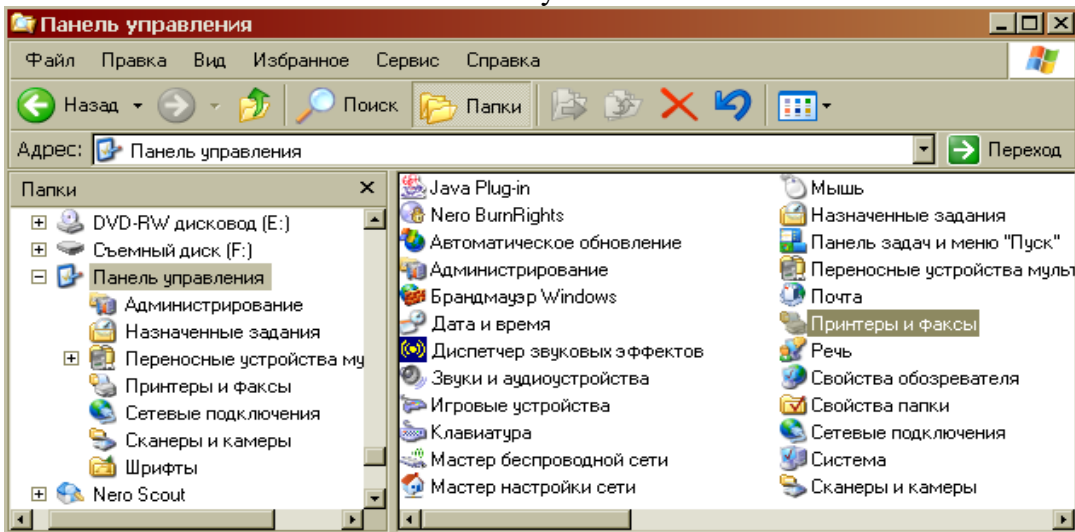 Панель управления
Файл Правка Вид Избранное Сервис Справка
Назад Поиск Папки
Адрес: Панель управления Переход
Папки
DVD-RW дисковод (E:)
Съемный диск (F:)
Панель управления
Администрирование
Назначенные задания
Переносные устройства му
Принтеры и факсы
Сетевые подключения
Сканеры и камеры
Шрифты
Nero Scout
Java Plug-in
Nero BurnRights
Автоматическое обновление
Администрирование
Брандмауэр Windows
Дата и время
Диспетчер звуковых эффектов
Звуки и аудиоустройства
Игровые устройства
Клавиатура
Мастер беспроводной сети
Мастер настройки сети
Мышь
Назначенные задания
Панель задач и меню "Пуск"
Переносные устройства мульт
Почта
Принтеры и факсы
Речь
Свойства обозревателя
Свойства папки
Сетевые подключения
Система
Сканеры и камеры